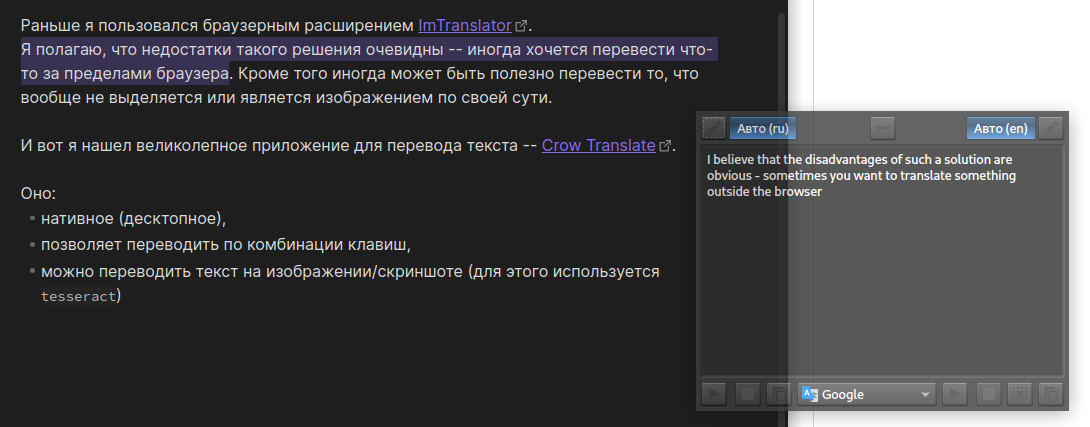 Раньше я пользовался браузерным расширением ImTranslator.
Я полагаю, что недостатки такого решения очевидны -- иногда хочется перевести что-
то за пределами браузера. Кроме того иногда может быть полезно перевести то, что
вообще не выделяется или является изображением по своей сути.
И вот я нашел великолепное приложение для перевода текста -- Crow Translate.
Оно:
• нативное (десктопное),
• позволяет переводить по комбинации клавиш,
• можно переводить текст на изображении/скриншоте (для этого используется
tesseract)
Авто (ru) Авто (en)
I believe that the disadvantages of such a solution are
obvious - sometimes you want to translate something
outside the browser
Google